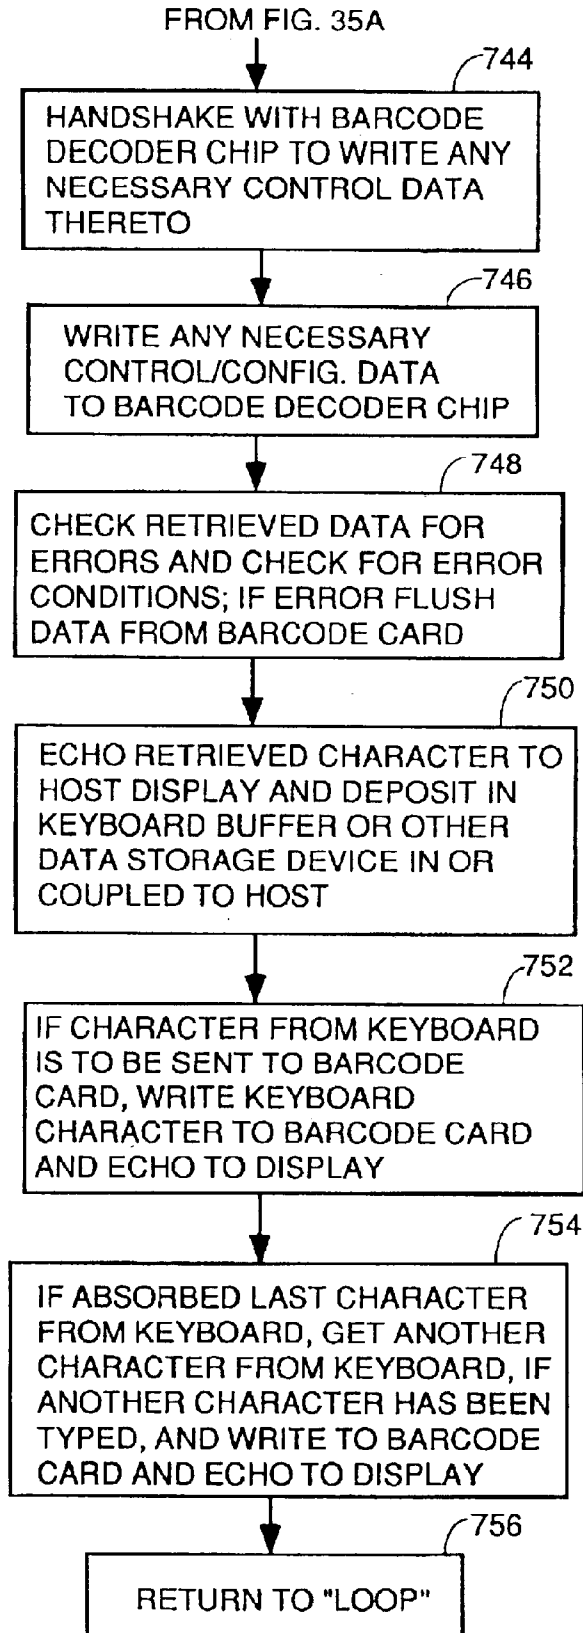 FROM FIG. 35A
744
HANDSHAKE WITH BARCODE
DECODER CHIP TO WRITE ANY
NECESSARY CONTROL DATA
THERETO
746
WRITE ANY NECESSARY
CONTROL/CONFIG. DATA
TO BARCODE DECODER CHIP
748
CHECK RETRIEVED DATA FOR
ERRORS AND CHECK FOR ERROR
CONDITIONS; IF ERROR FLUSH
DATA FROM BARCODE CARD
750
ECHO RETRIEVED CHARACTER TO
HOST DISPLAY AND DEPOSIT IN
KEYBOARD BUFFER OR OTHER
DATA STORAGE DEVICE IN OR
COUPLED TO HOST
752
IF CHARACTER FROM KEYBOARD
IS TO BE SENT TO BARCODE
CARD, WRITE KEYBOARD
CHARACTER TO BARCODE CARD
AND ECHO TO DISPLAY
754
IF ABSORBED LAST CHARACTER
FROM KEYBOARD, GET ANOTHER
CHARACTER FROM KEYBOARD, IF
ANOTHER CHARACTER HAS BEEN
TYPED, AND WRITE TO BARCODE
CARD AND ECHO TO DISPLAY
756
RETURN TO "LOOP"